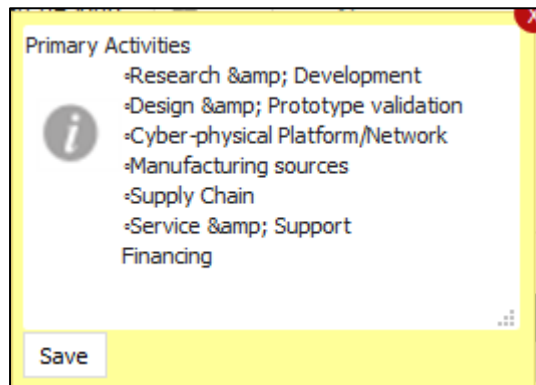 Primary Activities
▫Research &amp; Development
▫Design &amp; Prototype validation
▫Cyber-physical Platform/Network
▫Manufacturing sources
▫Supply Chain
▫Service &amp; Support
Financing
Save